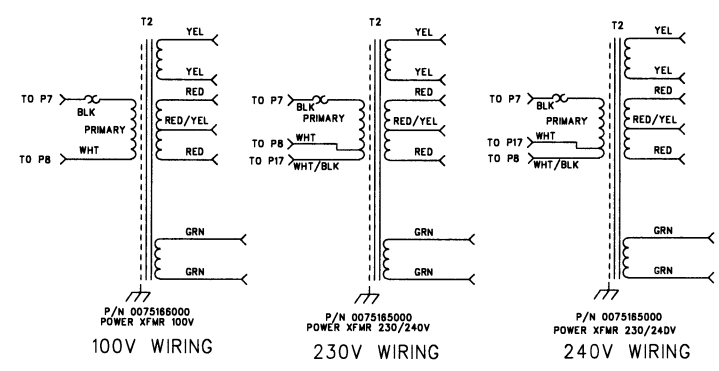 T2
YEL
YEL
TO P7
BLK
RED
PRIMARY
RED/YEL
TO P8
WHT
RED
GRN
GRN
P/N 0075166000
POWER XFMR 100V
100V WIRING
T2
YEL
YEL
TO P7
BLK
RED
PRIMARY
RED/YEL
TO P8
WHT
TO P17
WHT/BLK
RED
GRN
GRN
P/N 0075165000
POWER XFMR 230/240V
230V WIRING
T2
YEL
YEL
TO P7
BLK
RED
PRIMARY
RED/YEL
TO P17
WHT
TO P8
WHT/BLK
RED
GRN
GRN
P/N 0075165000
POWER XFMR 230/240V
240V WIRING